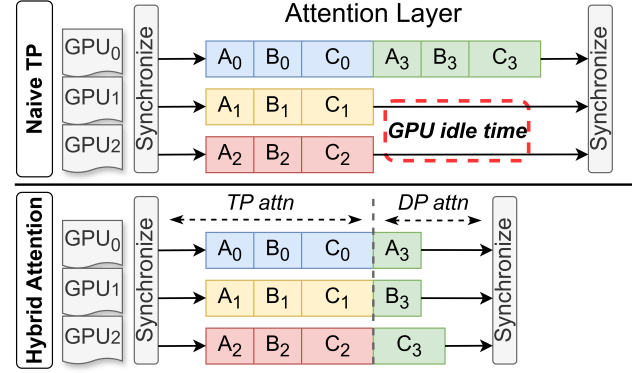 Attention Layer
Naive TP
GPU0
GPU1
GPU2
Synchronize
A0 B0 C0 A3 B3 C3
A1 B1 C1
A2 B2 C2
GPU idle time
Synchronize
Hybrid Attention
GPU0
GPU1
GPU2
Synchronize
TP attn DP attn
A0 B0 C0 A3
A1 B1 C1 B3
A2 B2 C2 C3
Synchronize